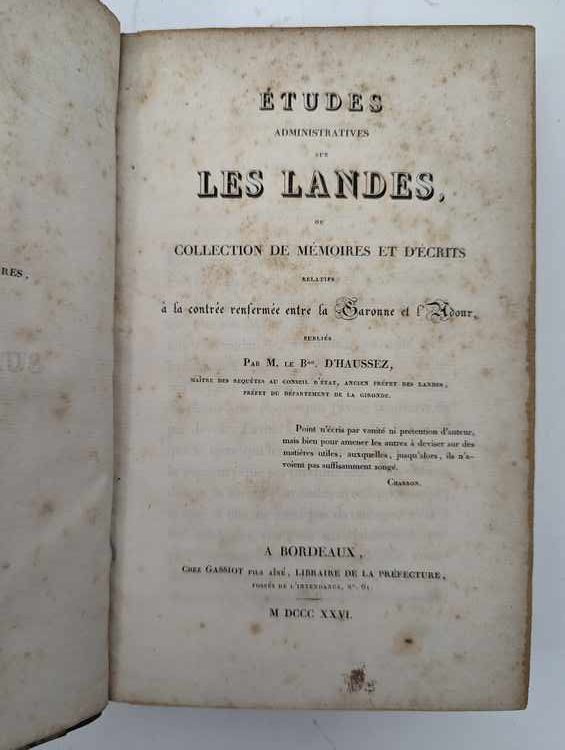 RES,
ÉTUDES
ADMINISTRATIVES
SUR
LES LANDES,
OU
COLLECTION DE MÉMOIRES ET D'ÉCRITS
RELATIFS
à la contrée renfermée entre la Garonne et l'Adour,
PUBLIÉS
PAR M. LE Bon. D'HAUSSEZ,
MAÎTRE DES REQUÊTES AU CONSEIL D'ÉTAT, ANCIEN PRÉFET DES LANDES,
PRÉFET DU DÉPARTEMENT DE LA GIRONDE.
Point n'écris par vanité ni prétention d'auteur,
mais bien pour amener les autres à deviser sur des
matières utiles, auxquelles, jusqu'alors, ils n'a-
voient pas suffisamment songé.
CHARRON.
A BORDEAUX,
CHEZ GASSIOT FILS AÎNÉ, LIBRAIRE DE LA PRÉFECTURE,
FOSSÉS DE L'INTENDANCE, N°. 61.
M DCCC XXVI.